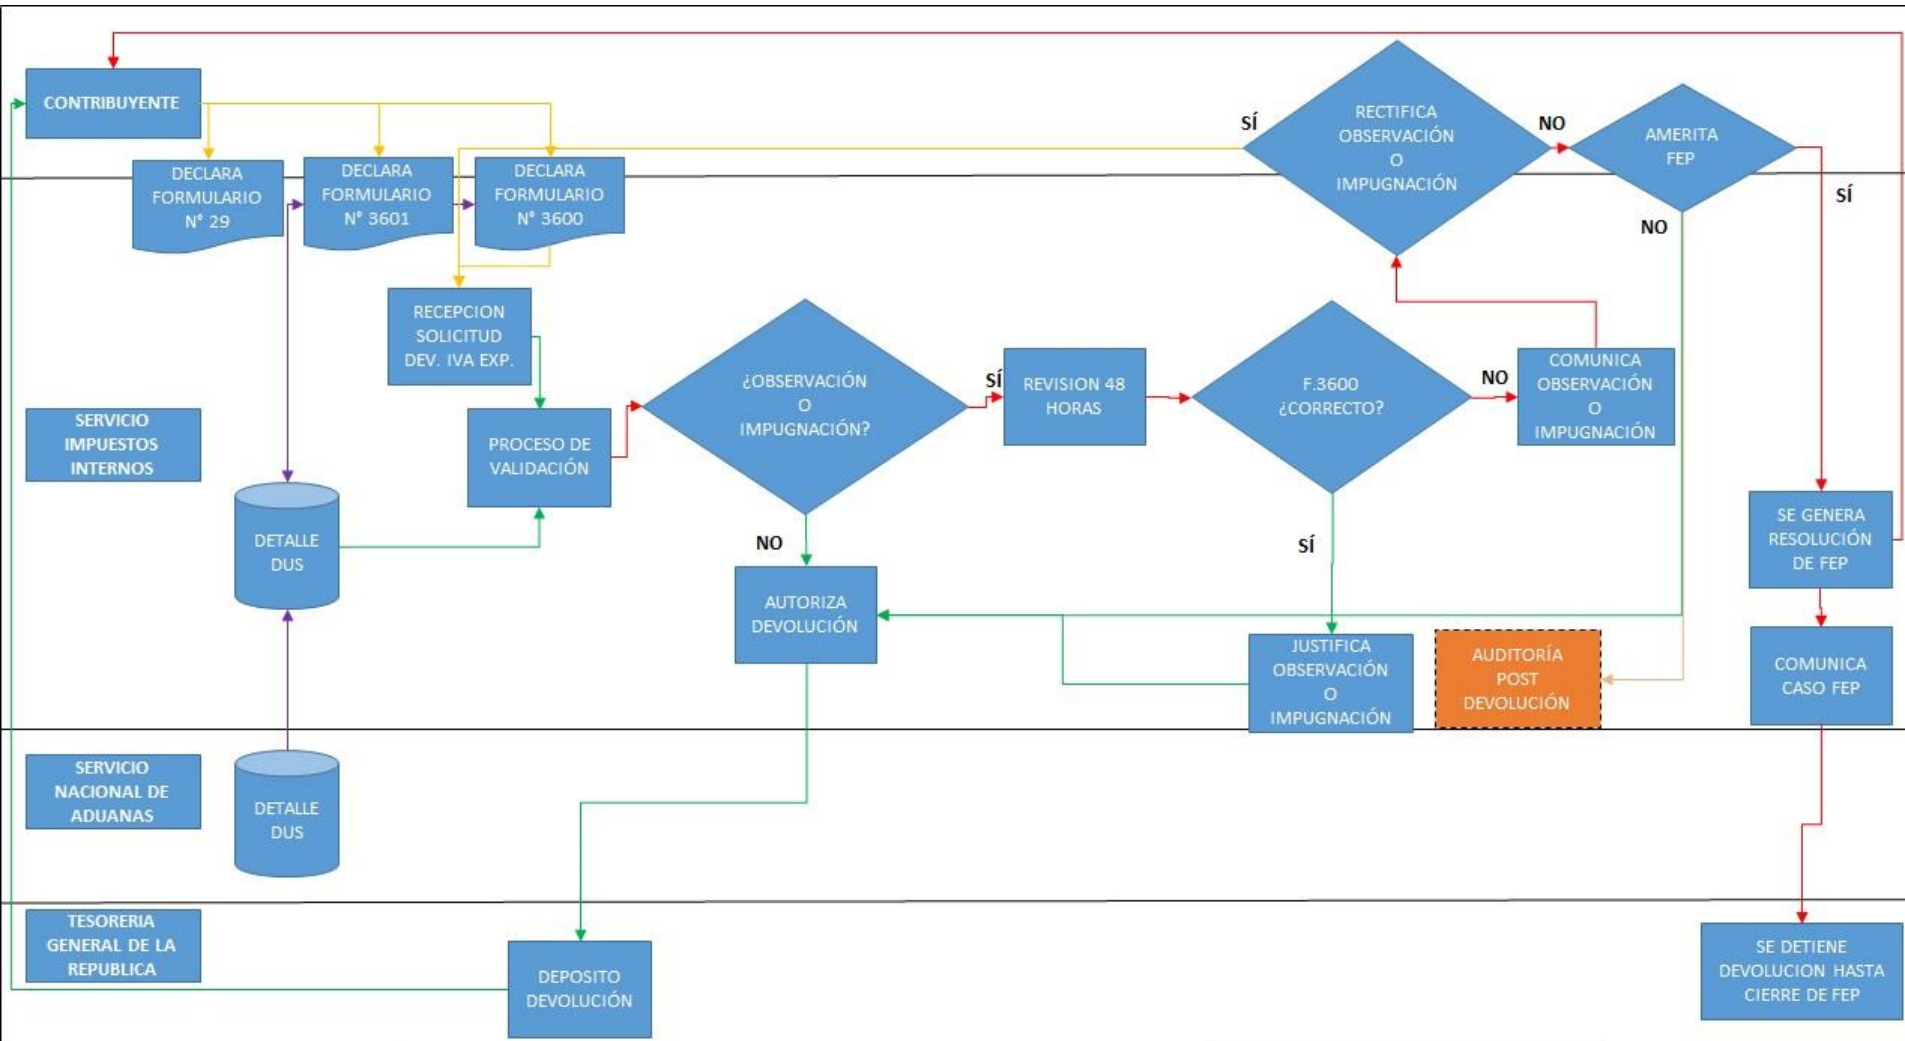 CONTRIBUYENTE
DECLARA
FORMULARIO
N° 29
DECLARA
FORMULARIO
N° 3601
DECLARA
FORMULARIO
N° 3600
SÍ
RECTIFICA
OBSERVACIÓN
O
IMPUGNACIÓN
NO
AMERITA
FEP
SÍ
NO
RECEPCION
SOLICITUD
DEV. IVA EXP.
SERVICIO
IMPUESTOS
INTERNOS
PROCESO DE
VALIDACIÓN
¿OBSERVACIÓN
O
IMPUGNACIÓN?
SÍ
REVISION 48
HORAS
F.3600
¿CORRECTO?
NO
COMUNICA
OBSERVACIÓN
O
IMPUGNACIÓN
DETALLE
DUS
NO
SÍ
SE GENERA
RESOLUCIÓN
DE FEP
AUTORIZA
DEVOLUCIÓN
JUSTIFICA
OBSERVACIÓN
O
IMPUGNACIÓN
AUDITORÍA
POST
DEVOLUCIÓN
COMUNICA
CASO FEP
SERVICIO
NACIONAL DE
ADUANAS
DETALLE
DUS
TESORERIA
GENERAL DE LA
REPUBLICA
DEPOSITO
DEVOLUCIÓN
SE DETIENE
DEVOLUCION HASTA
CIERRE DE FEP